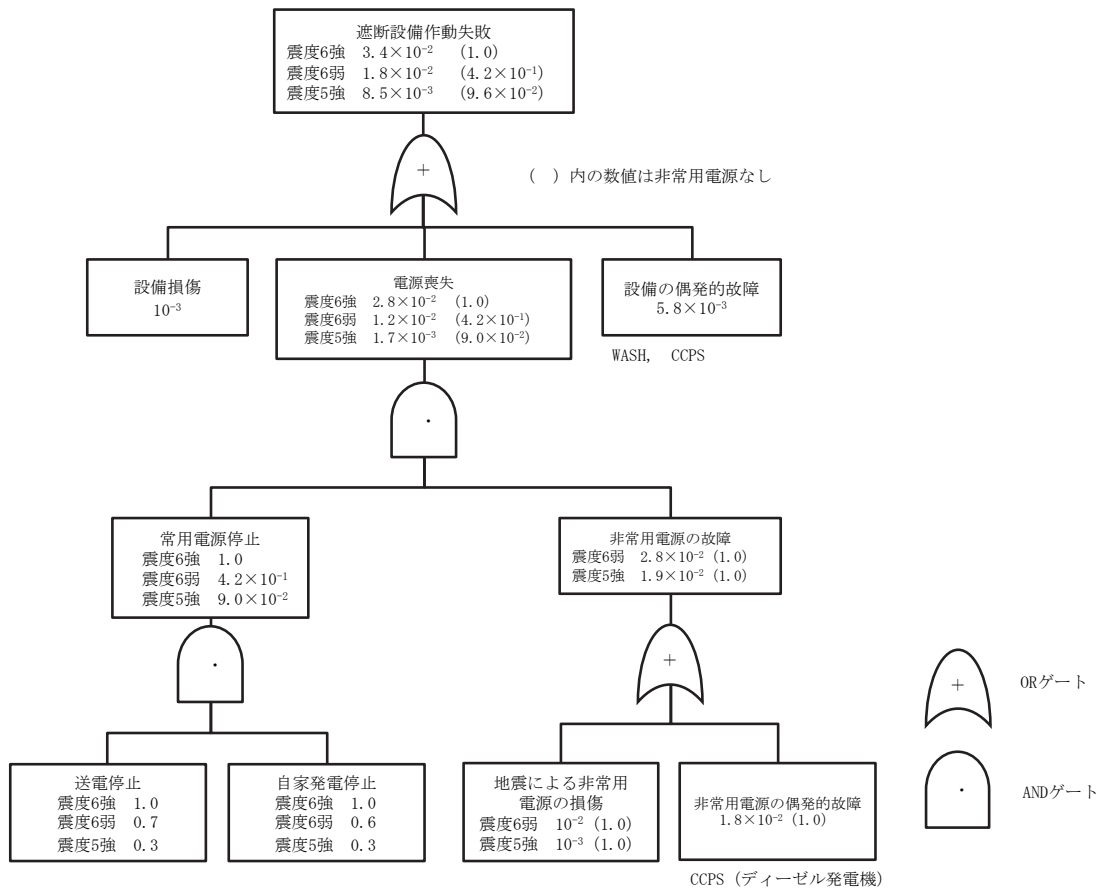 遮断設備作動失敗
震度6強 3.4×10⁻² (1.0)
震度6弱 1.8×10⁻² (4.2×10⁻¹)
震度5強 8.5×10⁻³ (9.6×10⁻²)
+
( )内の数値は非常用電源なし
設備損傷
10⁻³
電源喪失
震度6強 2.8×10⁻² (1.0)
震度6弱 1.2×10⁻² (4.2×10⁻¹)
震度5強 1.7×10⁻³ (9.0×10⁻²)
設備の偶発的故障
5.8×10⁻³
WASH, CCPS
・
常用電源停止
震度6強 1.0
震度6弱 4.2×10⁻¹
震度5強 9.0×10⁻²
非常用電源の故障
震度6弱 2.8×10⁻² (1.0)
震度5強 1.9×10⁻² (1.0)
・
+
送電停止
震度6強 1.0
震度6弱 0.7
震度5強 0.3
自家発電停止
震度6強 1.0
震度6弱 0.6
震度5強 0.3
地震による非常用
電源の損傷
震度6弱 10⁻² (1.0)
震度5強 10⁻³ (1.0)
非常用電源の偶発的故障
1.8×10⁻² (1.0)
CCPS (ディーゼル発電機)
+
ORゲート
・
ANDゲート